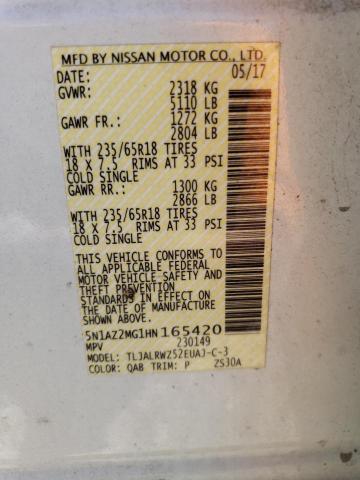 MFD BY NISSAN MOTOR CO., LTD.
DATE: 05/17
GVWR: 2318 KG
5110 LB
GAWR FR.: 1272 KG
2804 LB
WITH 235/65R18 TIRES
18 X 7.5 RIMS AT 33 PSI
COLD SINGLE
GAWR RR.: 1300 KG
2866 LB
WITH 235/65R18 TIRES
18 X 7.5 RIMS AT 33 PSI
COLD SINGLE
THIS VEHICLE CONFORMS TO
ALL APPLICABLE FEDERAL
MOTOR VEHICLE SAFETY AND
THEFT PREVENTION
STANDARDS IN EFFECT ON
THE DATE OF MANUFACTURE
SHOWN ABOVE.
5N1AZ2MG1HN165420
MPV 230149
MODEL: TLJALRWZ52EUAJ-C-3
COLOR: QAB TRIM: P ZS30A